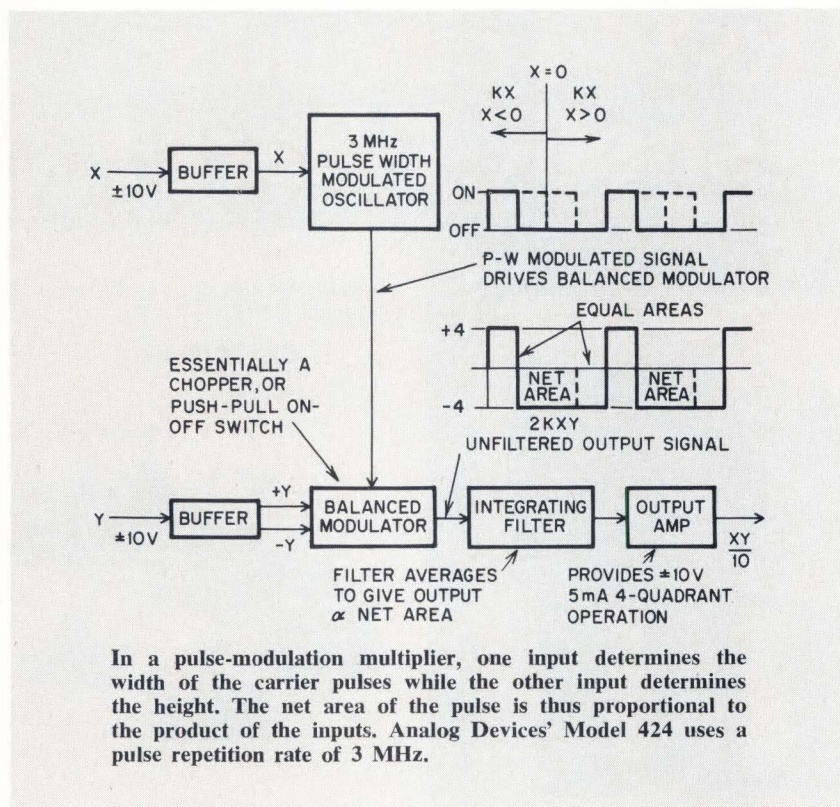 X=0
KX
X<0
KX
X>0
X
±10V
BUFFER
X
3 MHz
PULSE WIDTH
MODULATED
OSCILLATOR
ON
OFF
P-W MODULATED SIGNAL
DRIVES BALANCED MODULATOR
EQUAL AREAS
+4
-4
NET
AREA
NET
AREA
2KXY
UNFILTERED OUTPUT SIGNAL
ESSENTIALLY A
CHOPPER, OR
PUSH-PULL ON-
OFF SWITCH
Y
±10V
BUFFER
+Y
-Y
BALANCED
MODULATOR
INTEGRATING
FILTER
OUTPUT
AMP
XY
10
FILTER AVERAGES
TO GIVE OUTPUT
α NET AREA
PROVIDES ±10V
5mA 4-QUADRANT
OPERATION
In a pulse-modulation multiplier, one input determines the
width of the carrier pulses while the other input determines
the height. The net area of the pulse is thus proportional to
the product of the inputs. Analog Devices' Model 424 uses a
pulse repetition rate of 3 MHz.